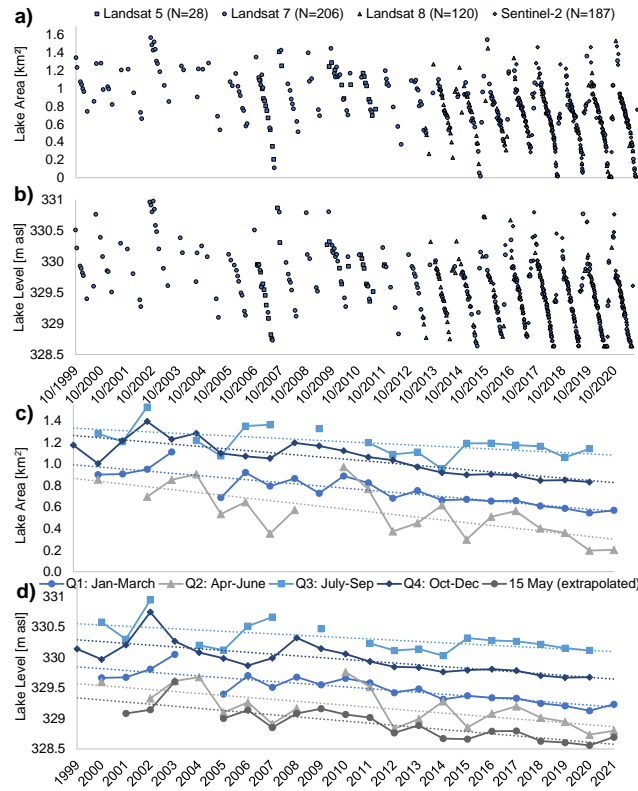 Landsat 5 (N=28) Landsat 7 (N=206) Landsat 8 (N=120) Sentinel-2 (N=187)
a)
Lake Area [km²]
1.6
1.4
1.2
1
0.8
0.6
0.4
0.2
0
b)
Lake Level [m asl]
331
330.5
330
329.5
329
328.5
10/1999 10/2000 10/2001 10/2002 10/2003 10/2004 10/2005 10/2006 10/2007 10/2008 10/2009 10/2010 10/2011 10/2012 10/2013 10/2014 10/2015 10/2016 10/2017 10/2018 10/2019 10/2020
c)
Lake Area [km²]
1.4
1.2
1.0
0.8
0.6
0.4
0.2
0.0
Q1: Jan-March Q2: Apr-June Q3: July-Sep Q4: Oct-Dec 15 May (extrapolated)
d)
Lake Level [m asl]
331
330.5
330
329.5
329
328.5
1999 2000 2001 2002 2003 2004 2005 2006 2007 2008 2009 2010 2011 2012 2013 2014 2015 2016 2017 2018 2019 2020 2021